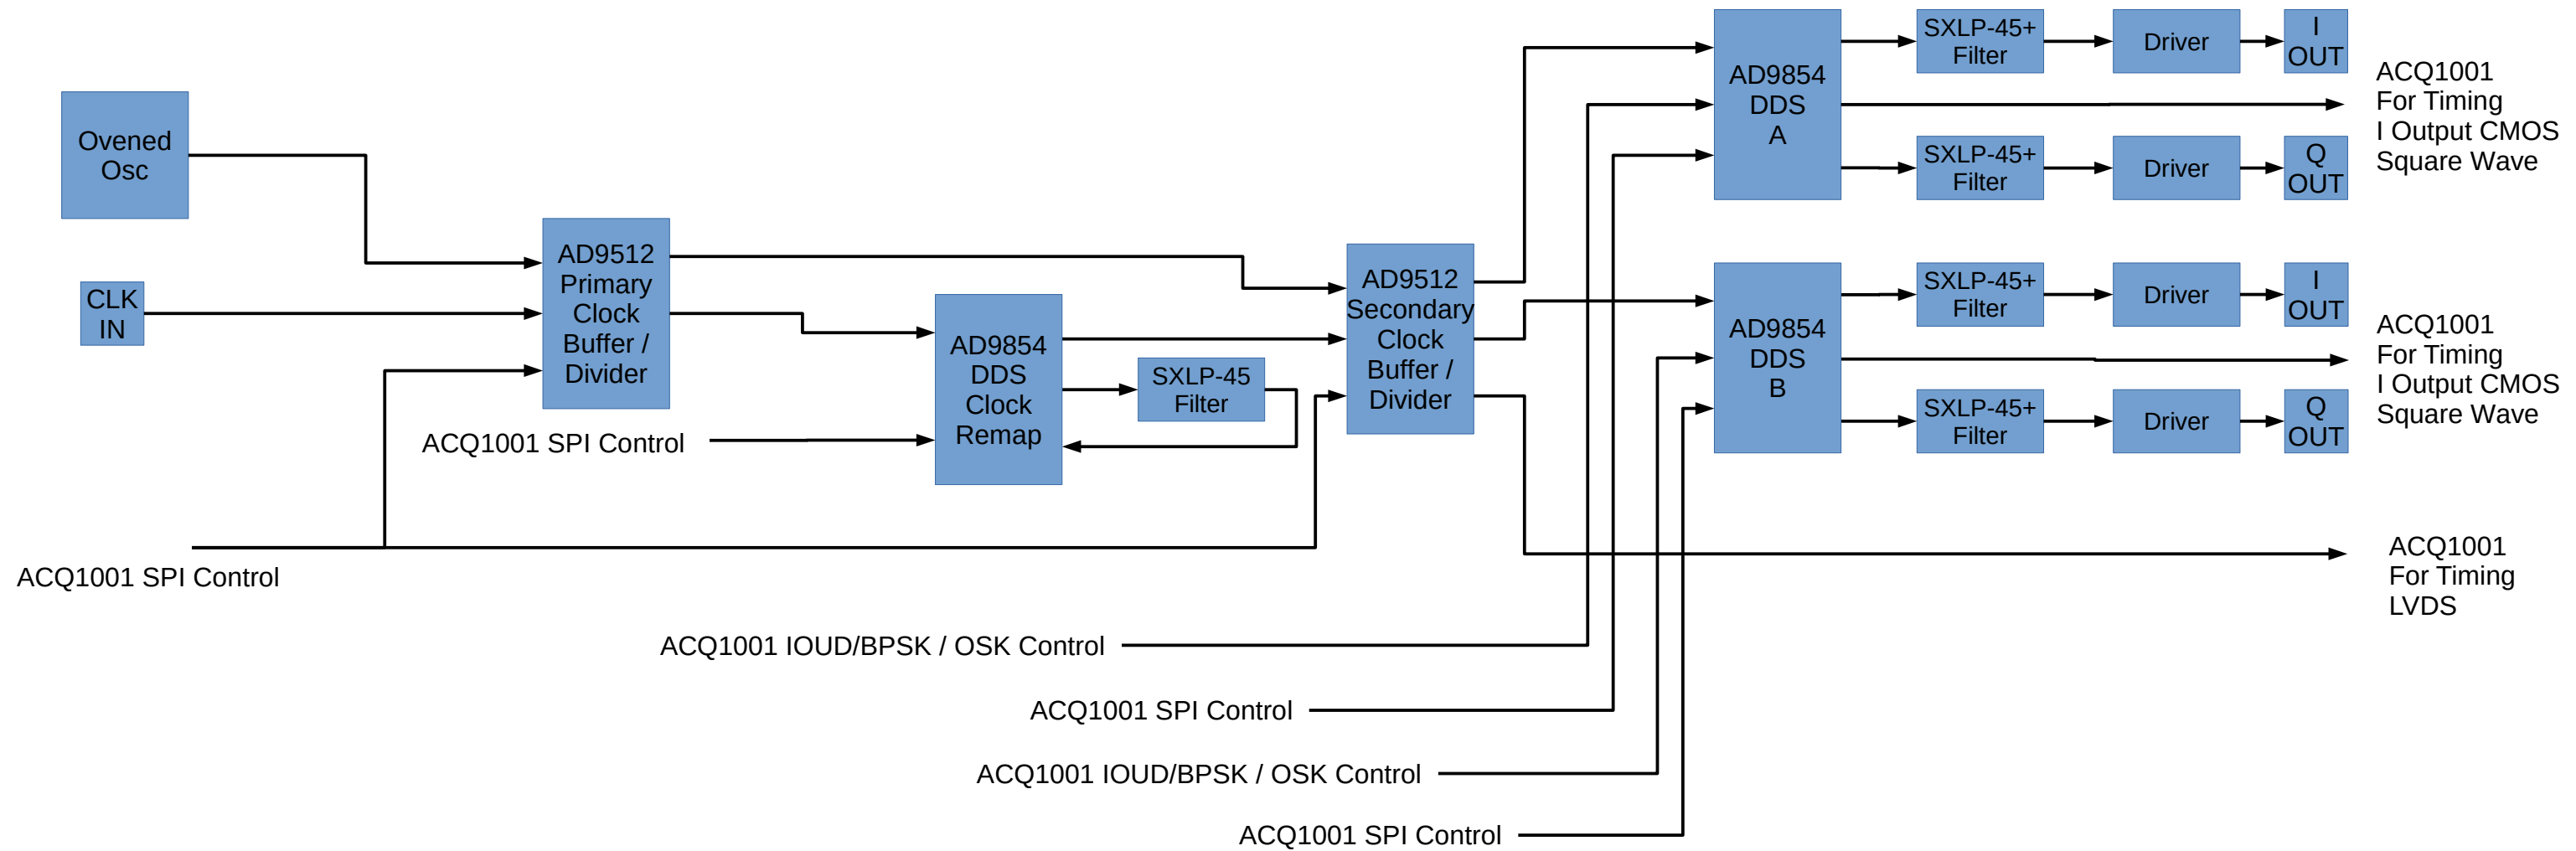 Ovened
Osc
CLK
IN
AD9512
Primary
Clock
Buffer /
Divider
AD9854
DDS
Clock
Remap
SXLP-45
Filter
AD9512
Secondary
Clock
Buffer /
Divider
AD9854
DDS
A
SXLP-45+
Filter
Driver
I
OUT
SXLP-45+
Filter
Driver
Q
OUT
ACQ1001
For Timing
I Output CMOS
Square Wave
AD9854
DDS
B
SXLP-45+
Filter
Driver
I
OUT
SXLP-45+
Filter
Driver
Q
OUT
ACQ1001
For Timing
I Output CMOS
Square Wave
ACQ1001 SPI Control
ACQ1001 SPI Control
ACQ1001
For Timing
LVDS
ACQ1001 IOUD/BPSK / OSK Control
ACQ1001 SPI Control
ACQ1001 IOUD/BPSK / OSK Control
ACQ1001 SPI Control